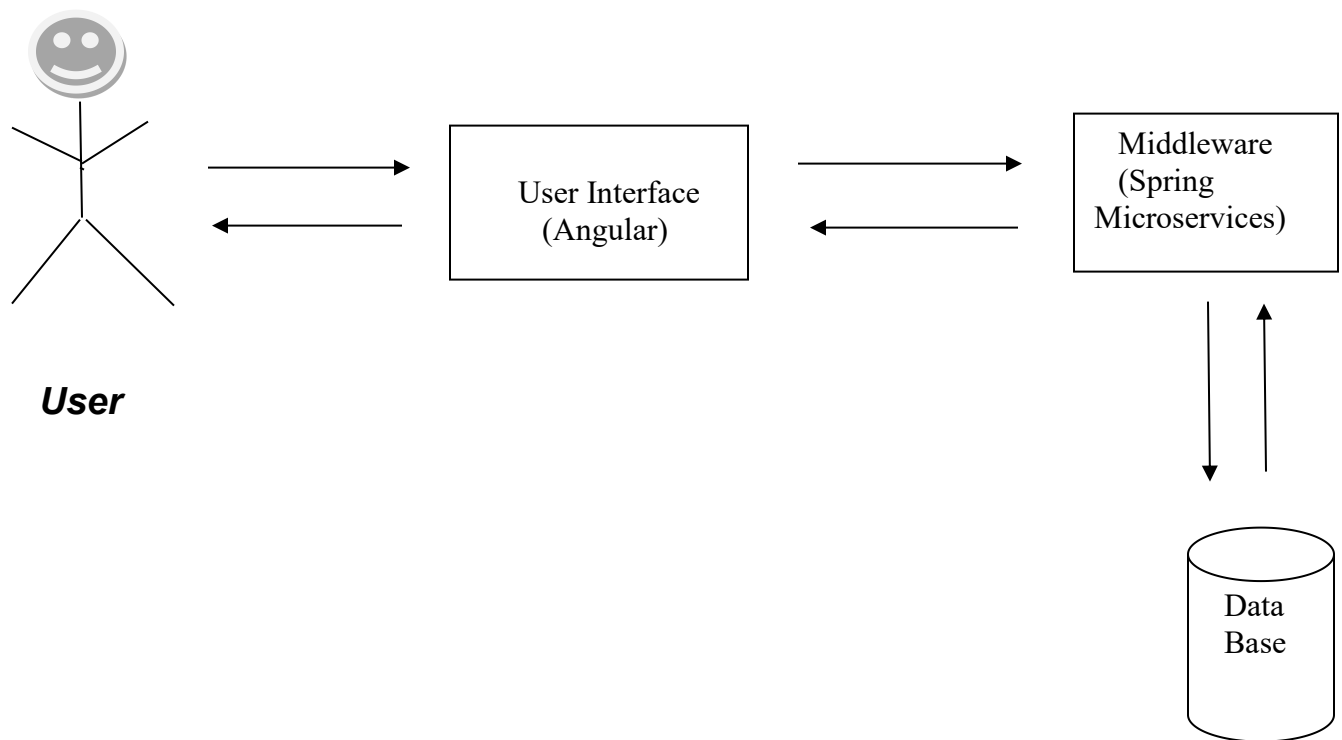 User Interface
(Angular)
Middleware
(Spring
Microservices)
User
Data
Base